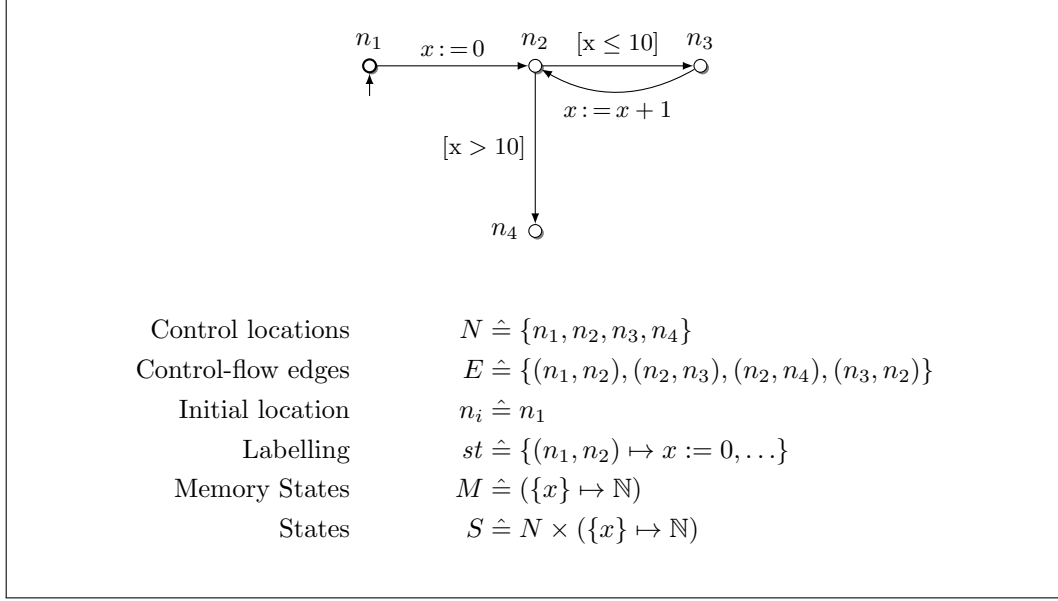 n₁ x := 0 n₂ [x ≤ 10] n₃
x := x + 1
[x > 10]
n₄
Control locations N ≙ {n₁, n₂, n₃, n₄}
Control-flow edges E ≙ {(n₁, n₂), (n₂, n₃), (n₂, n₄), (n₃, n₂)}
Initial location nᵢ ≙ n₁
Labelling st ≙ {(n₁, n₂) ↦ x := 0, …}
Memory States M ≙ ({x} ↦ ℕ)
States S ≙ N × ({x} ↦ ℕ)